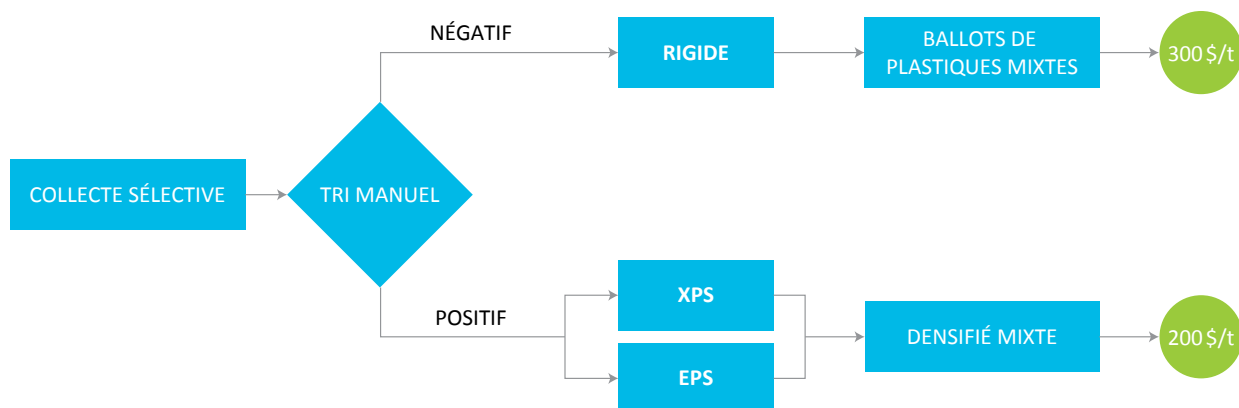 NÉGATIF
RIGIDE
BALLOTS DE
PLASTIQUES MIXTES
300 $/t
COLLECTE SÉLECTIVE
TRI MANUEL
POSITIF
XPS
EPS
DENSIFIÉ MIXTE
200 $/t